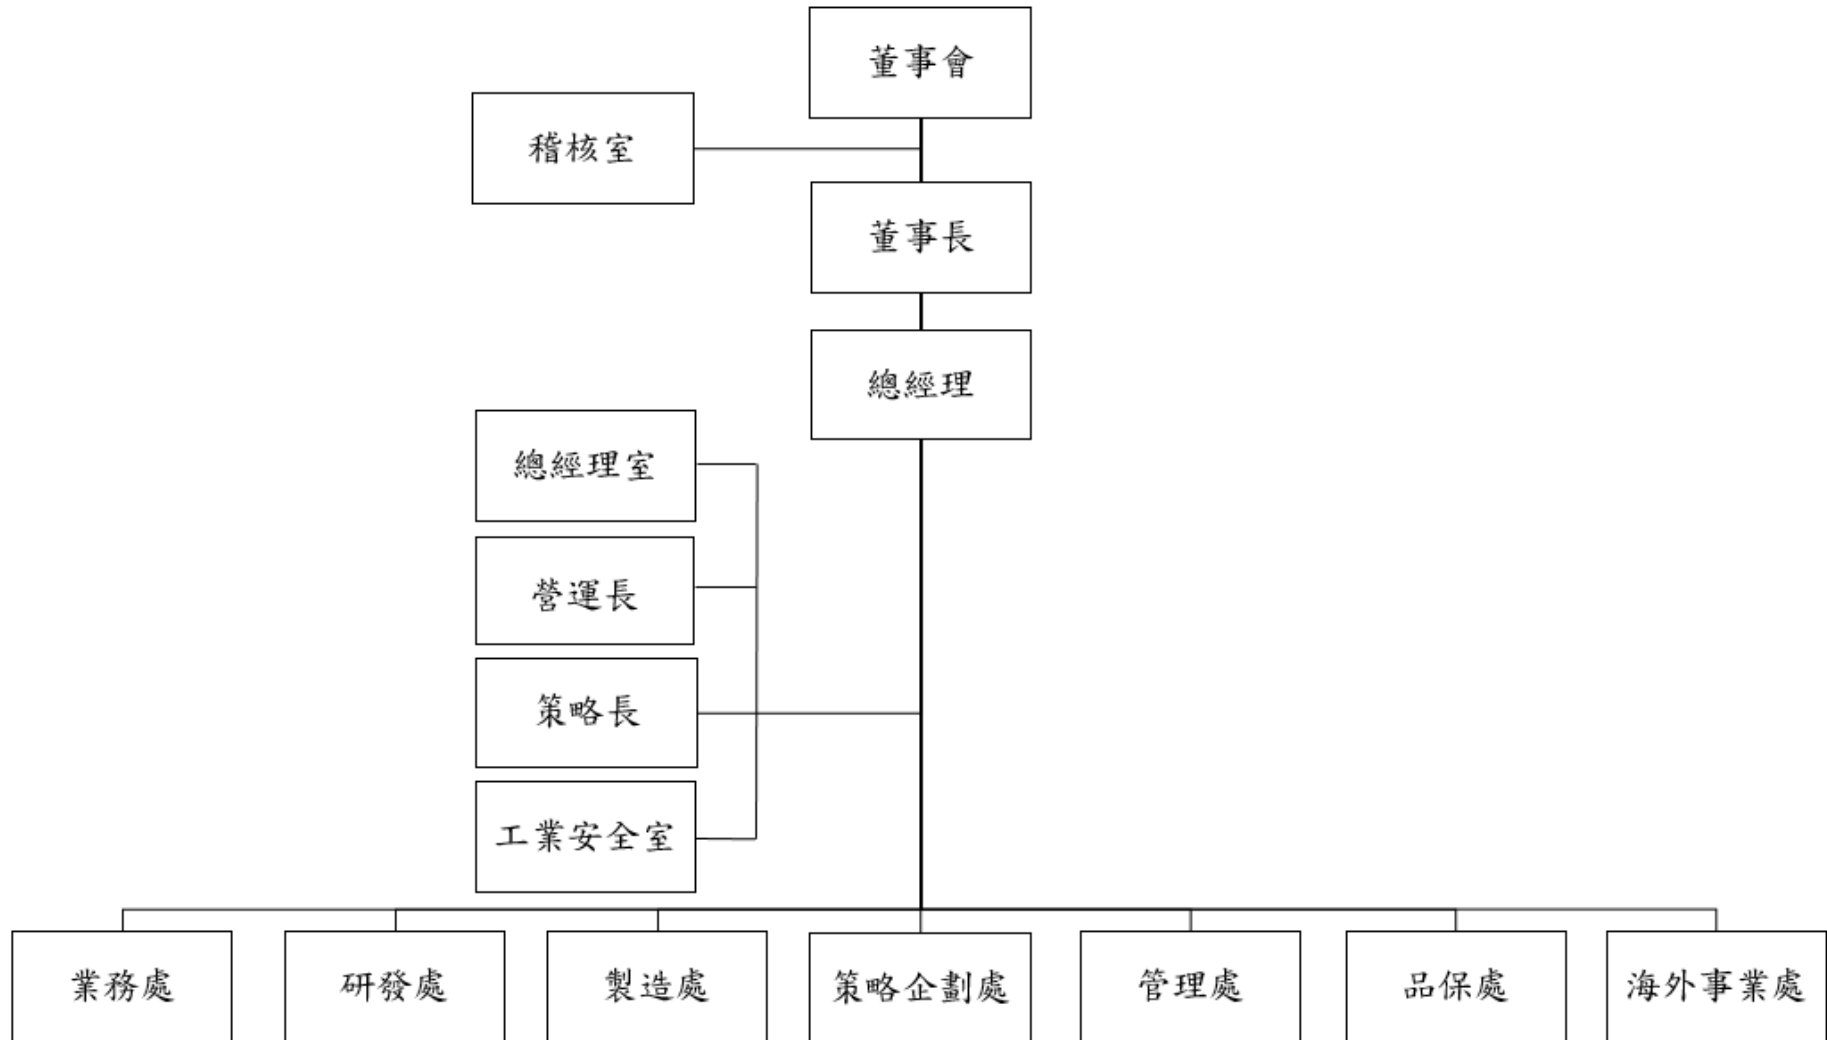 董事會
稽核室
董事長
總經理
總經理室
營運長
策略長
工業安全室
業務處
研發處
製造處
策略企劃處
管理處
品保處
海外事業處